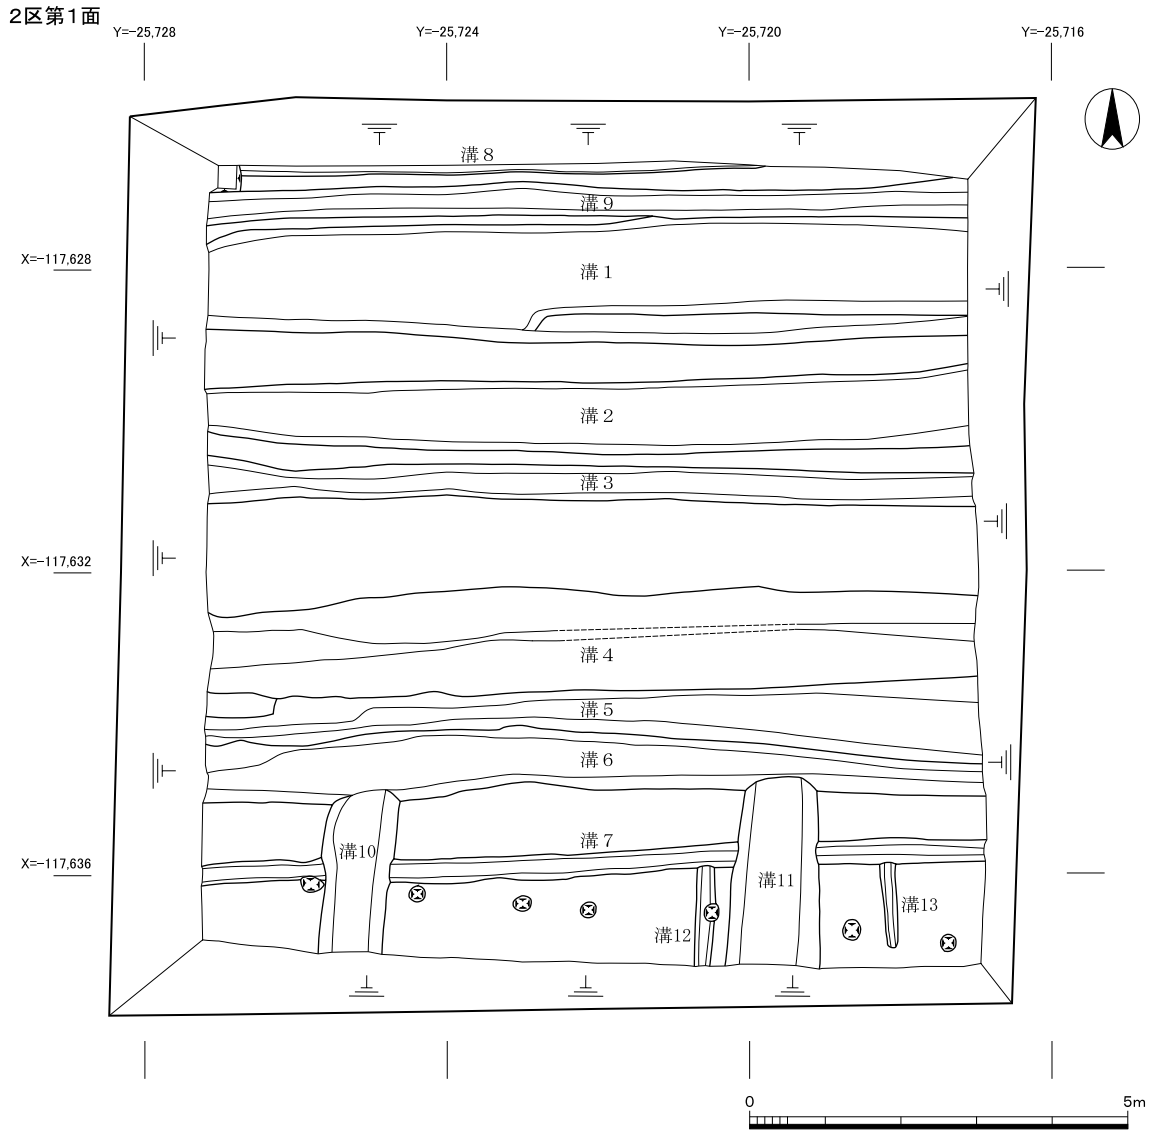 2区第1面
Y=-25,728 Y=-25,724 Y=-25,720 Y=-25,716
溝8
溝9
X=-117,628
溝1
溝2
溝3
X=-117,632
溝4
溝5
溝6
溝7
溝10
X=-117,636
溝11
溝13
溝12
0 5m